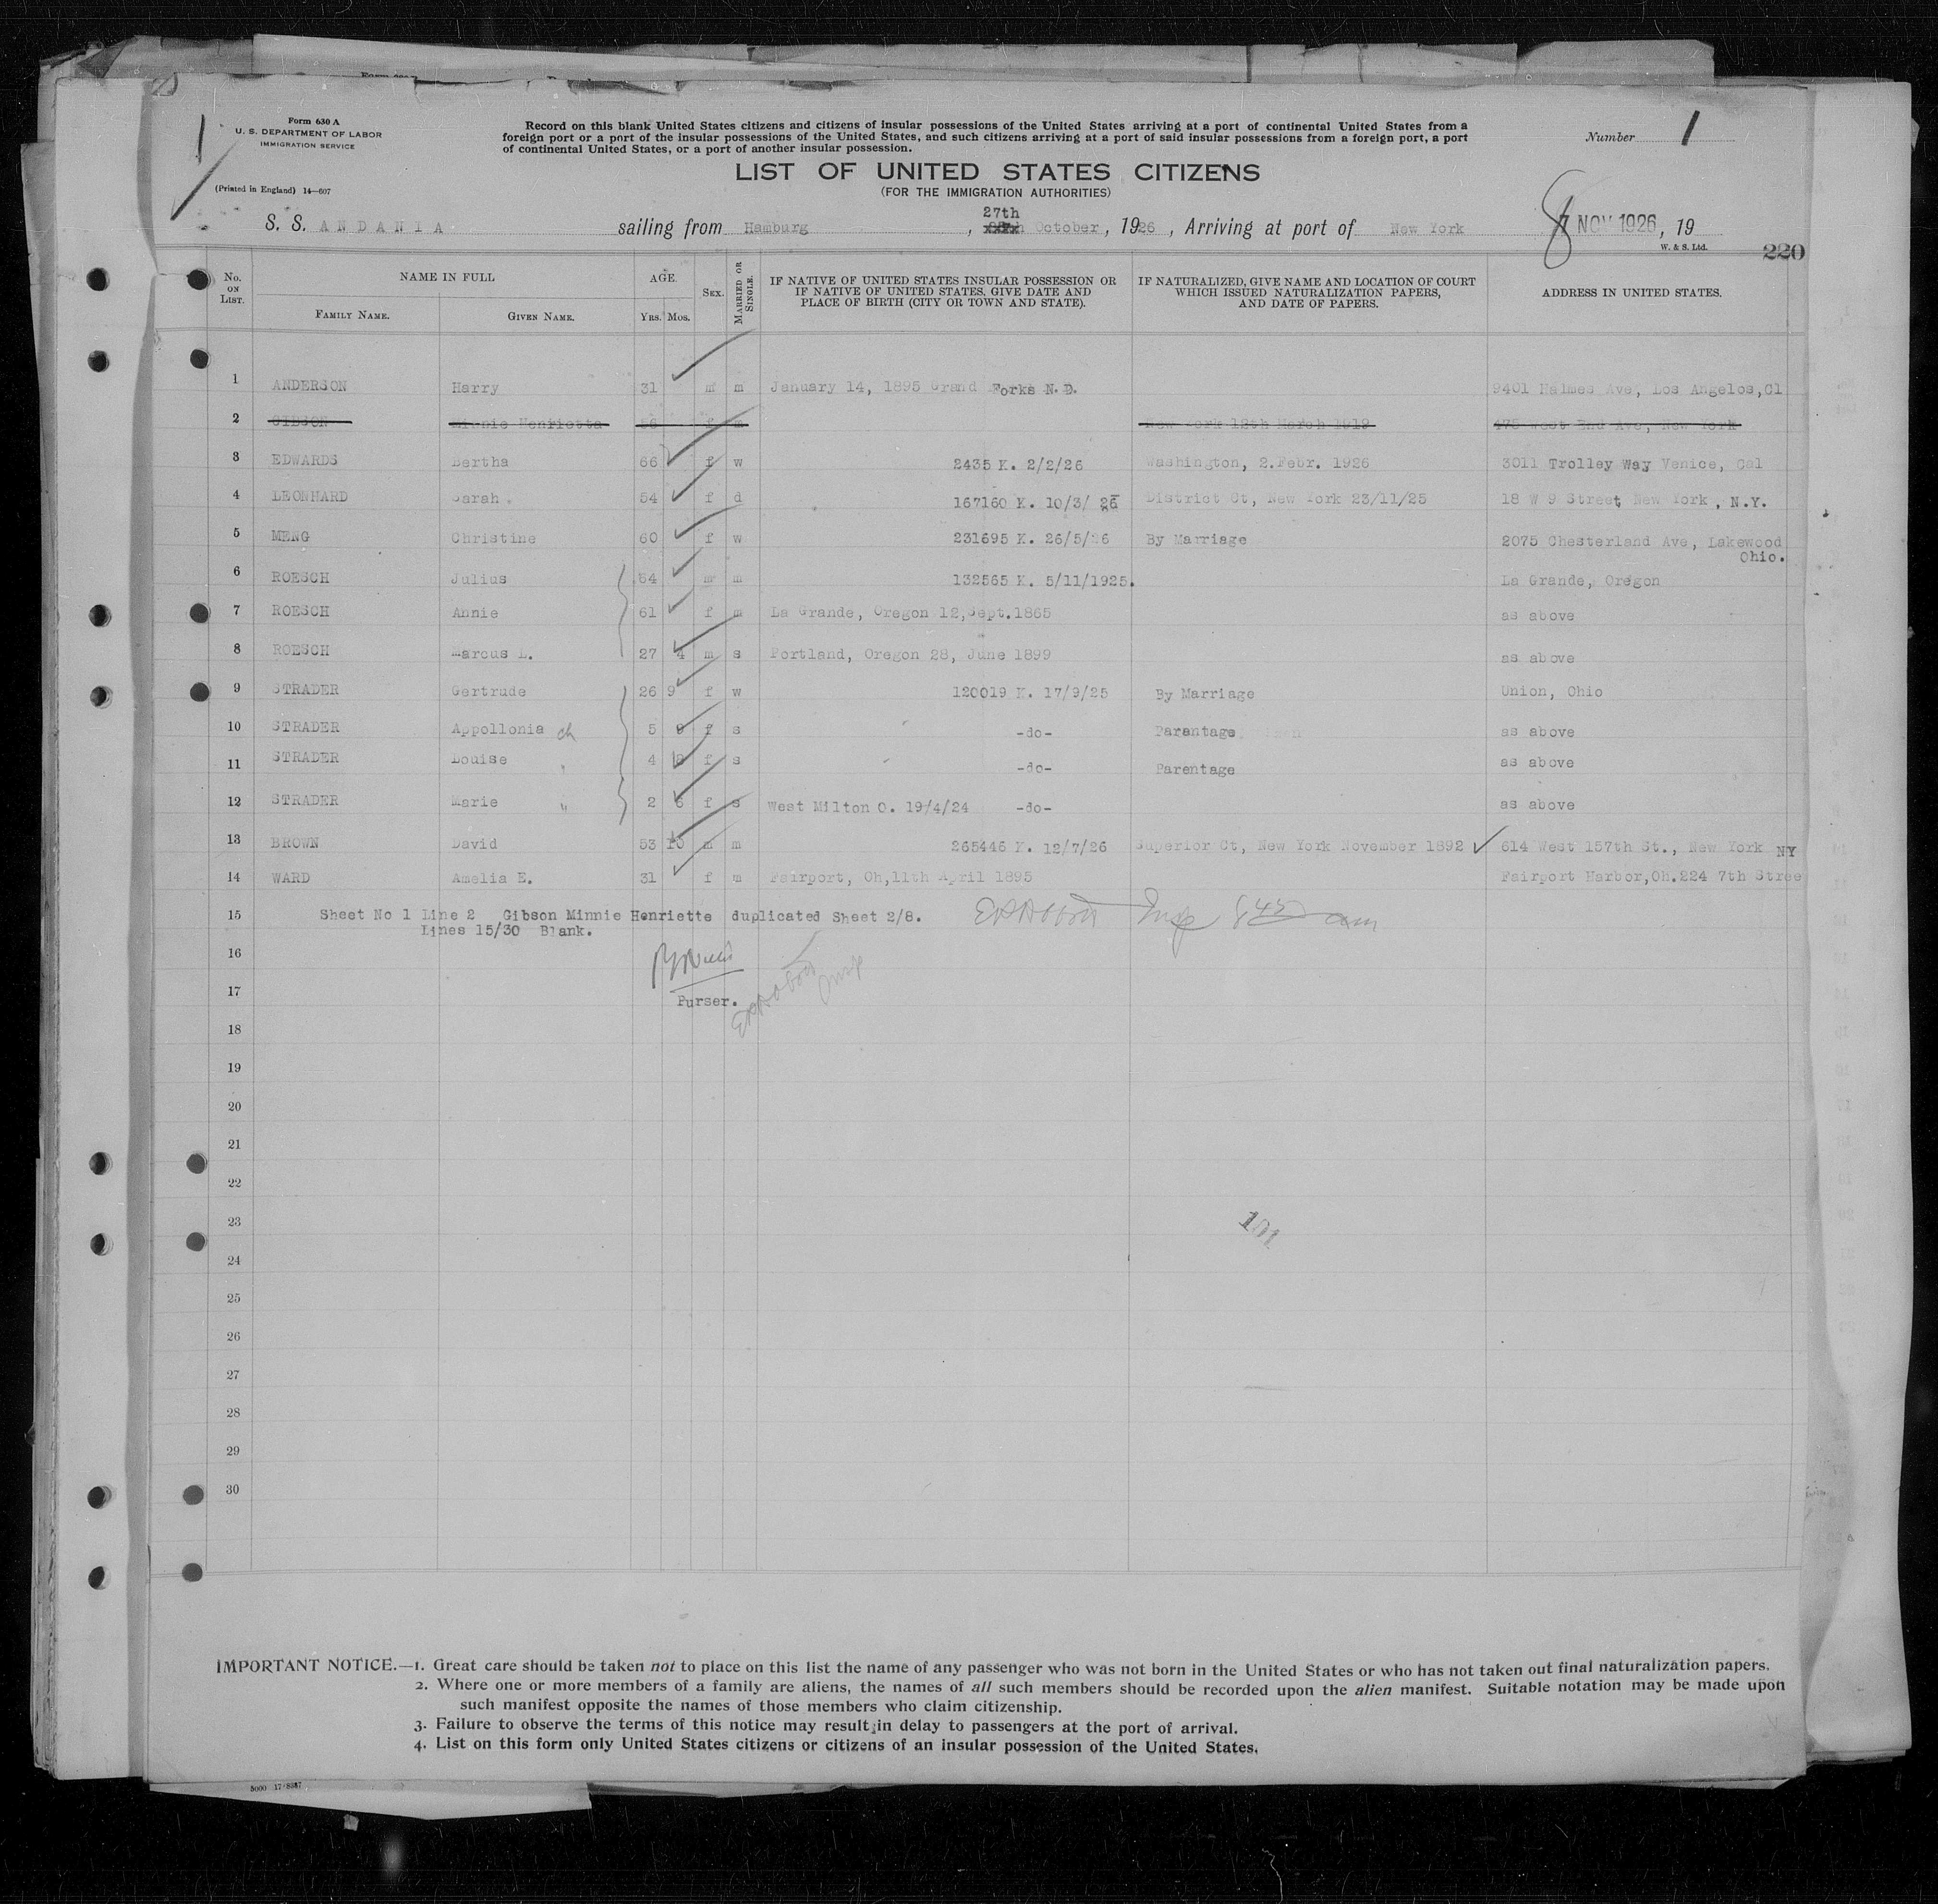 Form 630 A
U. S. DEPARTMENT OF LABOR
IMMIGRATION SERVICE
(Printed in England) 14—607
Record on this blank United States citizens and citizens of insular possessions of the United States arriving at a port of continental United States from a
foreign port or a port of the insular possessions of the United States, and such citizens arriving at a port of said insular possessions from a foreign port, a port
of continental United States, or a port of another insular possession.
Number 1
LIST OF UNITED STATES CITIZENS
(FOR THE IMMIGRATION AUTHORITIES)
27th
S. S. ANDANIA sailing from Hamburg , October, 1926 , Arriving at port of New York 8 NOV 1926, 19
W. & S. Ltd.
220
No. ON LIST. NAME IN FULL FAMILY NAME. GIVEN NAME. AGE. YRS. MOS. SEX. MARRIED OR SINGLE. IF NATIVE OF UNITED STATES INSULAR POSSESSION OR IF NATIVE OF UNITED STATES, GIVE DATE AND PLACE OF BIRTH (CITY OR TOWN AND STATE). IF NATURALIZED, GIVE NAME AND LOCATION OF COURT WHICH ISSUED NATURALIZATION PAPERS, AND DATE OF PAPERS. ADDRESS IN UNITED STATES.
1 ANDERSON Harry 31 m m January 14, 1895 Grand Forks N.D. 9401 Halmes Ave, Los Angelos,Cl
2 GIBSON Minnie Henrietta 56 f m New York 12th March 1912 475 West End Ave, New York
3 EDWARDS Bertha 66 f w 2435 K. 2/2/26 Washington, 2.Febr. 1926 3011 Trolley Way Venice, Cal
4 LEONHARD Sarah. 54 f d 167160 K. 10/3/ 26 District Ct, New York 23/11/25 18 W 9 Street, New York, N.Y.
5 MENG Christine 60 f w 231695 K. 26/5/26 By Marriage 2075 Chesterland Ave, Lakewood
Ohio.
6 ROESCH Julius 54 m m 132565 K. 5/11/1925. La Grande, Oregon
7 ROESCH Annie 61 f m La Grande, Oregon 12,Sept.1865 as above
8 ROESCH Marcus L. 27 4 m s Portland, Oregon 28, June 1899 as above
9 STRADER Gertrude 26 9 f w 120019 K. 17/9/25 By Marriage Union, Ohio
10 STRADER Appollonia ch 5 f s -do- Parentage as above
11 STRADER Louise " 4 f s -do- Parentage as above
12 STRADER Marie " 2 6 f s West Milton O. 19/4/24 -do- as above
13 BROWN David 53 10 m m 265446 K. 12/7/26 Superior Ct, New York November 1892 614 West 157th St., New York NY
14 WARD Amelia E. 31 f m Fairport, Oh,11th April 1895 Fairport Harbor,Oh.224 7th Stree
15 Sheet No 1 Line 2 Gibson Minnie Henriette duplicated Sheet 2/8. Insp
Lines 15/30 Blank.
16
17 Purser.
18
19
20
21
22
23
101
24
25
26
27
28
29
30
IMPORTANT NOTICE.—1. Great care should be taken not to place on this list the name of any passenger who was not born in the United States or who has not taken out final naturalization papers.
2. Where one or more members of a family are aliens, the names of all such members should be recorded upon the alien manifest. Suitable notation may be made upon
such manifest opposite the names of those members who claim citizenship.
3. Failure to observe the terms of this notice may result in delay to passengers at the port of arrival.
4. List on this form only United States citizens or citizens of an insular possession of the United States.